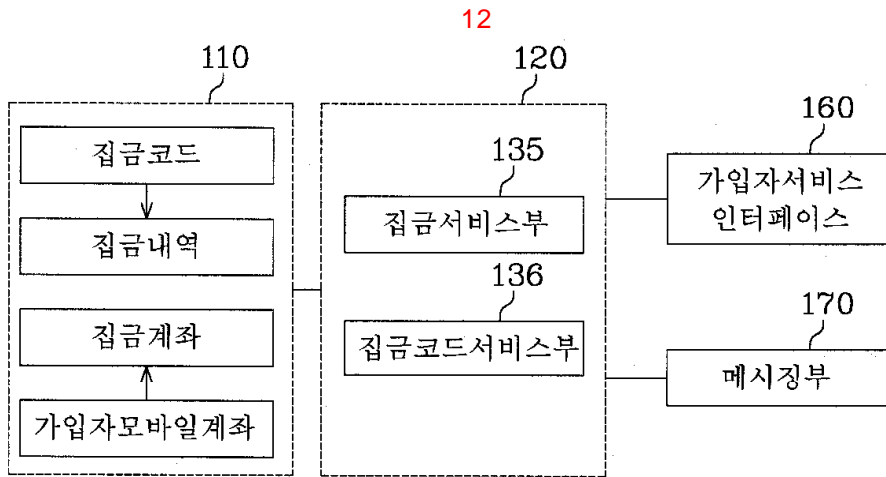 12
110
120
집금코드
집금내역
집금계좌
가입자모바일계좌
135
집금서비스부
136
집금코드서비스부
160
가입자서비스
인터페이스
170
메시징부